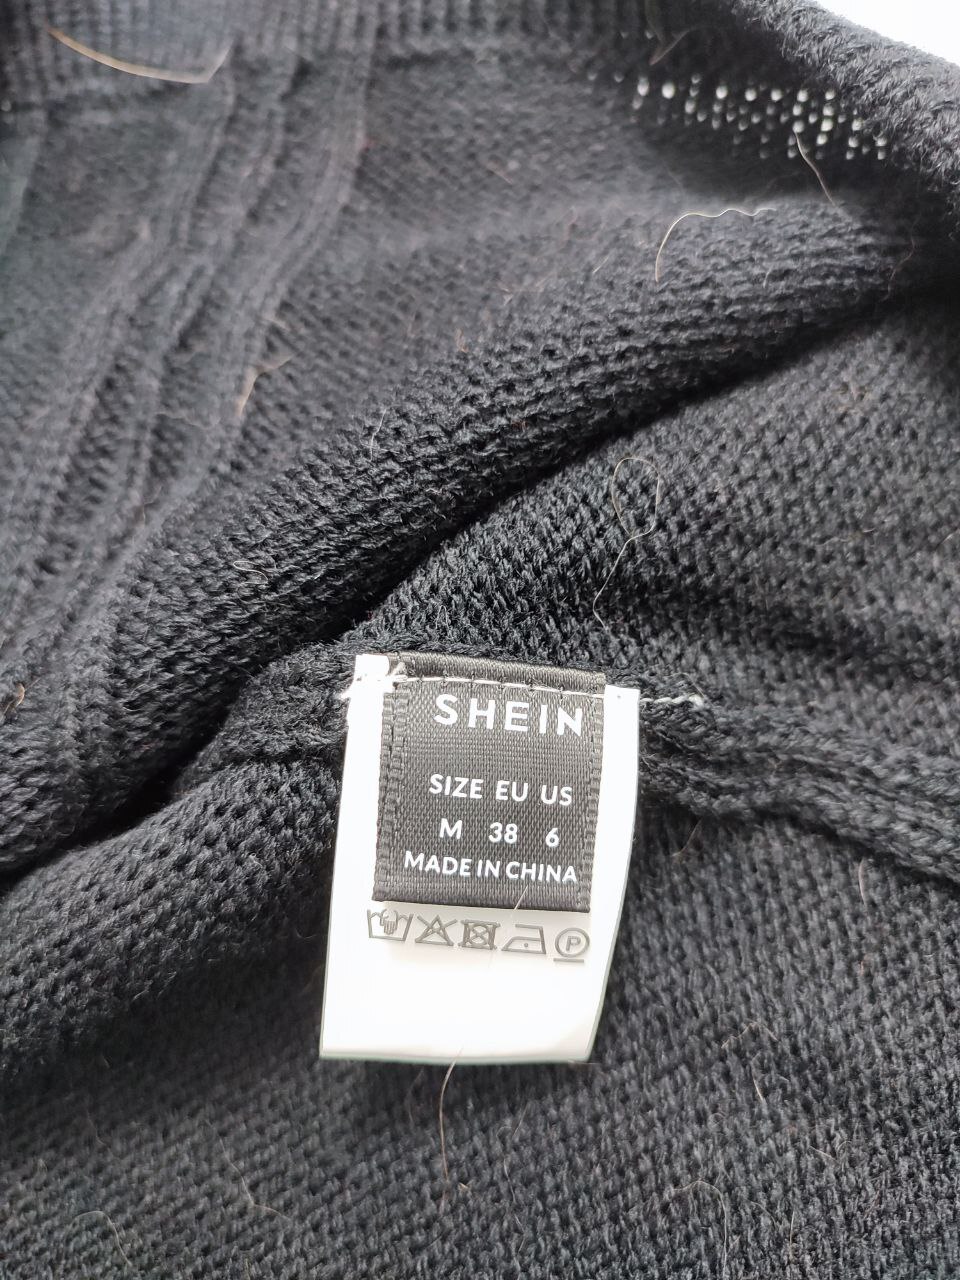 SHEIN
SIZE EU US
M 38 6
MADE IN CHINA
P